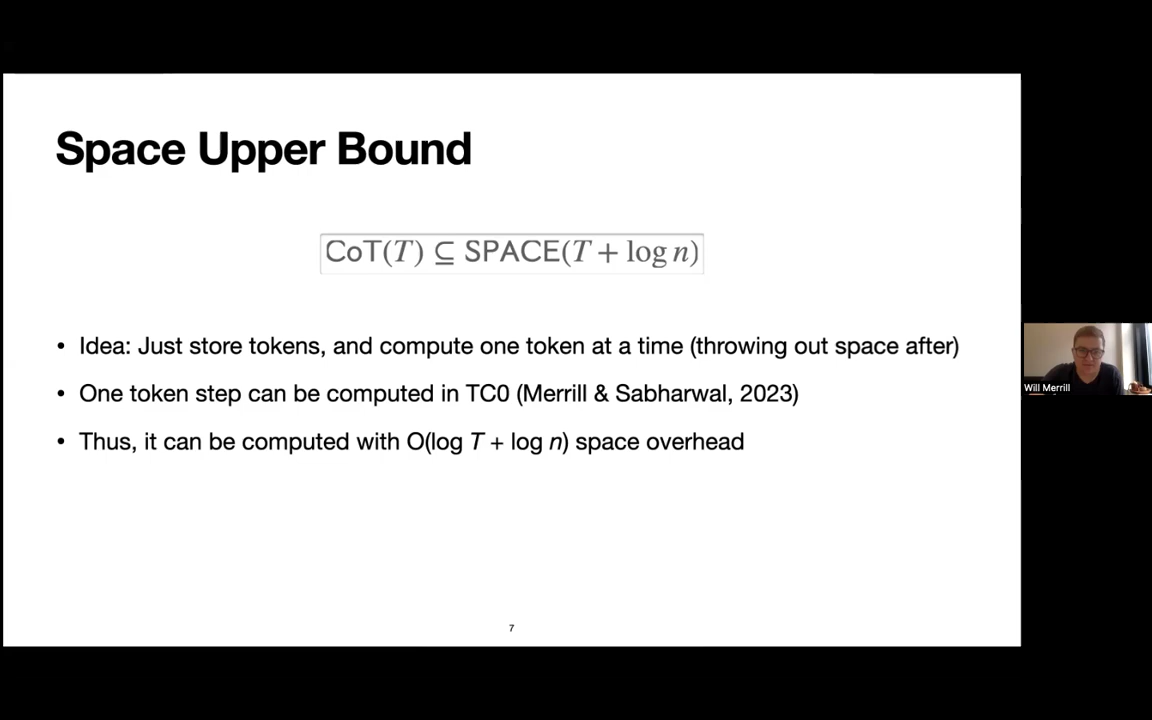 Space Upper Bound
CoT(T) ⊆ SPACE(T + log n)
• Idea: Just store tokens, and compute one token at a time (throwing out space after)
• One token step can be computed in TC0 (Merrill & Sabharwal, 2023)
• Thus, it can be computed with O(log T + log n) space overhead
Will Merrill
7